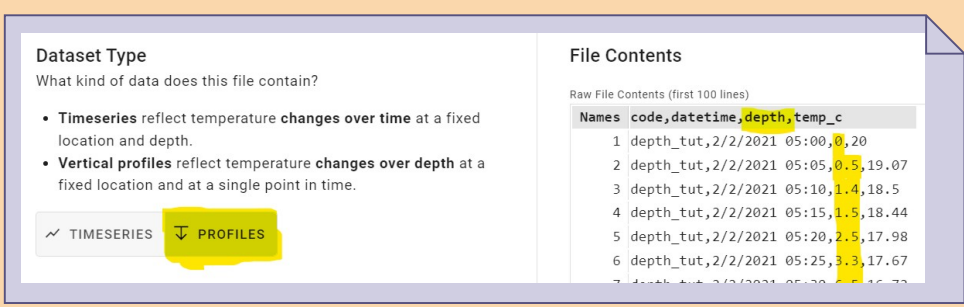 Dataset Type
What kind of data does this file contain?
• Timeseries reflect temperature changes over time at a fixed
location and depth.
• Vertical profiles reflect temperature changes over depth at a
fixed location and at a single point in time.
TIMESERIES PROFILES
File Contents
Raw File Contents (first 100 lines)
Names code,datetime,depth,temp_c
1 depth_tut,2/2/2021 05:00,0,20
2 depth_tut,2/2/2021 05:05,0.5,19.07
3 depth_tut,2/2/2021 05:10,1.4,18.5
4 depth_tut,2/2/2021 05:15,1.5,18.44
5 depth_tut,2/2/2021 05:20,2.5,17.98
6 depth_tut,2/2/2021 05:25,3.3,17.67